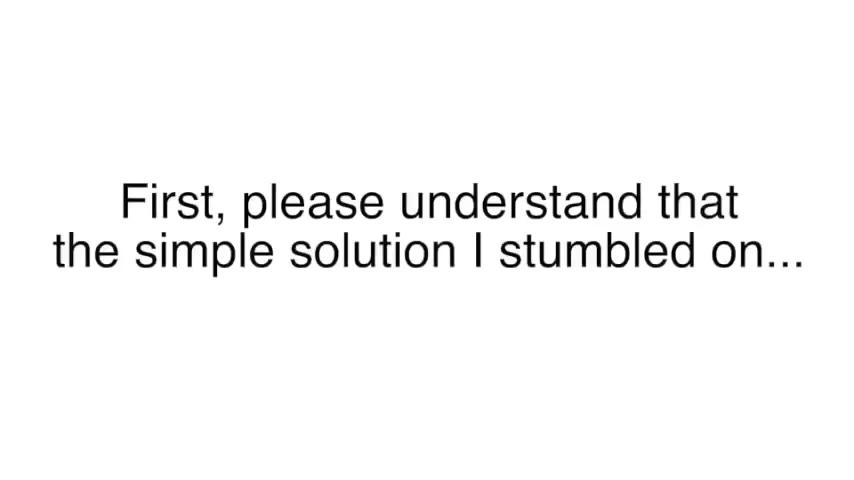 First, please understand that
the simple solution I stumbled on...